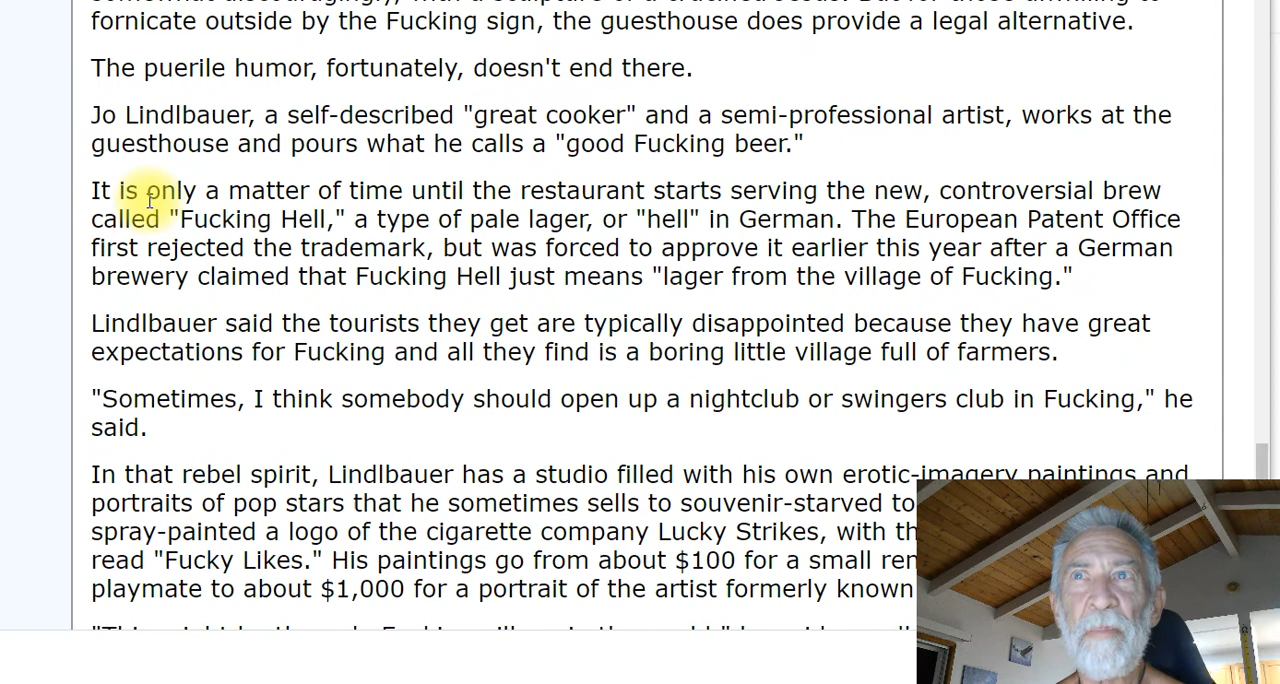 fornicate outside by the Fucking sign, the guesthouse does provide a legal alternative.
The puerile humor, fortunately, doesn't end there.
Jo Lindlbauer, a self-described "great cooker" and a semi-professional artist, works at the
guesthouse and pours what he calls a "good Fucking beer."
It is only a matter of time until the restaurant starts serving the new, controversial brew
called "Fucking Hell," a type of pale lager, or "hell" in German. The European Patent Office
first rejected the trademark, but was forced to approve it earlier this year after a German
brewery claimed that Fucking Hell just means "lager from the village of Fucking."
Lindlbauer said the tourists they get are typically disappointed because they have great
expectations for Fucking and all they find is a boring little village full of farmers.
"Sometimes, I think somebody should open up a nightclub or swingers club in Fucking," he
said.
In that rebel spirit, Lindlbauer has a studio filled with his own erotic-imagery paintings and
portraits of pop stars that he sometimes sells to souvenir-starved
spray-painted a logo of the cigarette company Lucky Strikes, with
read "Fucky Likes." His paintings go from about $100 for a small
playmate to about $1,000 for a portrait of the artist formerly known